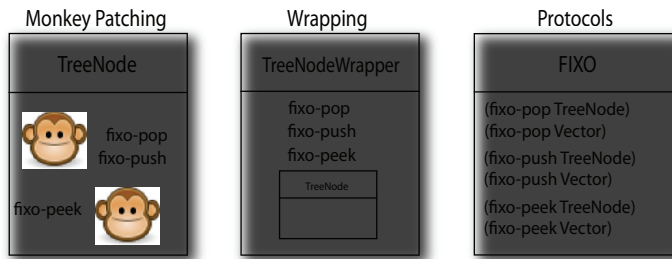 Monkey Patching
TreeNode
fixo-pop
fixo-push
fixo-peek
Wrapping
TreeNodeWrapper
fixo-pop
fixo-push
fixo-peek
TreeNode
Protocols
FIXO
(fixo-pop TreeNode)
(fixo-pop Vector)
(fixo-push TreeNode)
(fixo-push Vector)
(fixo-peek TreeNode)
(fixo-peek Vector)